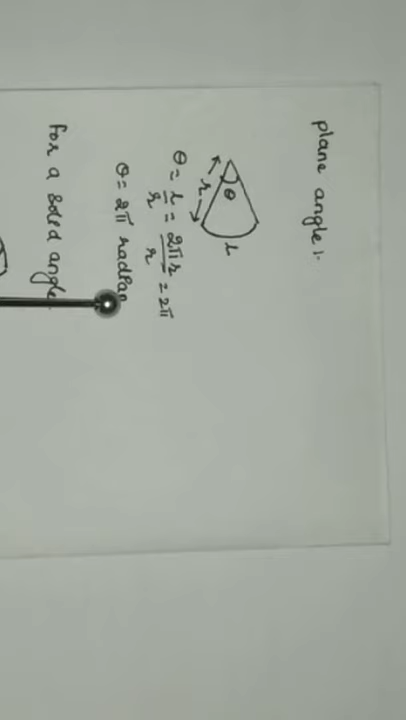 plane angle :-
θ
r
l
θ = l/r = 2πr/r = 2π
θ = 2π radian
For a solid angle